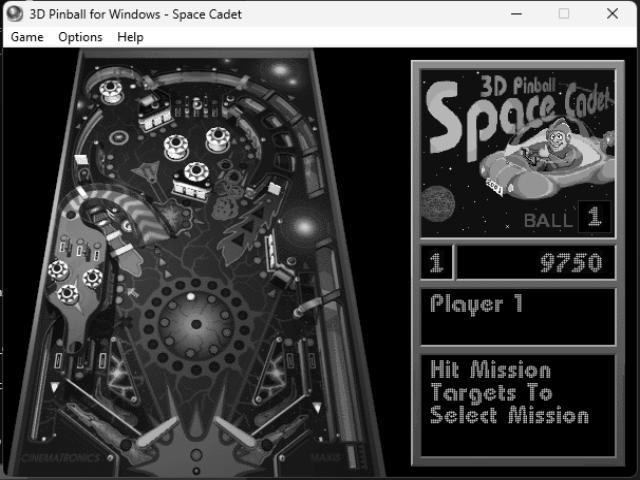 3D Pinball for Windows - Space Cadet
Game Options Help
3D Pinball
Space Cadet
BALL 1
1 9750
Player 1
Hit Mission
Targets To
Select Mission
CINEMATRONICS
MAXIS